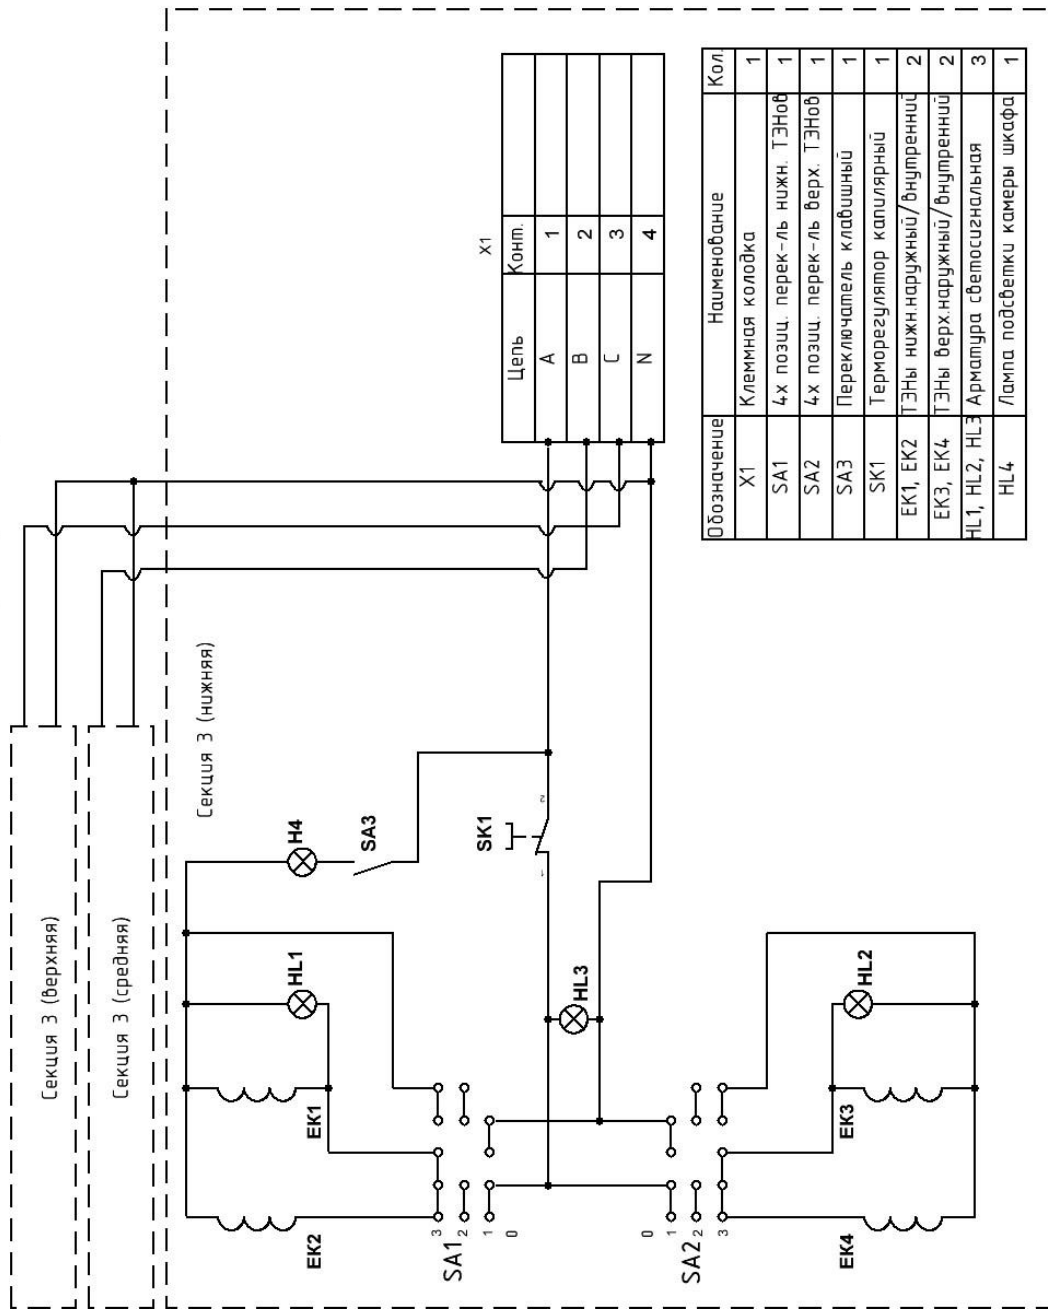 Секция 3 (верхняя)
Секция 3 (средняя)
Секция 3 (нижняя)
H4
SA3
HL1
EK1
EK2
SK1
1
2
HL3
HL2
EK3
EK4
SA1
3
2
1
0
SA2
0
1
2
3
X1
Цепь Конт.
A 1
B 2
C 3
N 4
Обозначение Наименование Кол.
X1 Клеммная колодка 1
SA1 4х позиц. перек-ль нижн. ТЭНов 1
SA2 4х позиц. перек-ль верх. ТЭНов 1
SA3 Переключатель клавишный 1
SK1 Терморегулятор капилярный 1
EK1, EK2 ТЭНы нижн.наружный/внутренний 2
EK3, EK4 ТЭНы верх.наружный/внутренний 2
HL1, HL2, HL3 Арматура светосигнальная 3
HL4 Лампа подсветки камеры шкафа 1